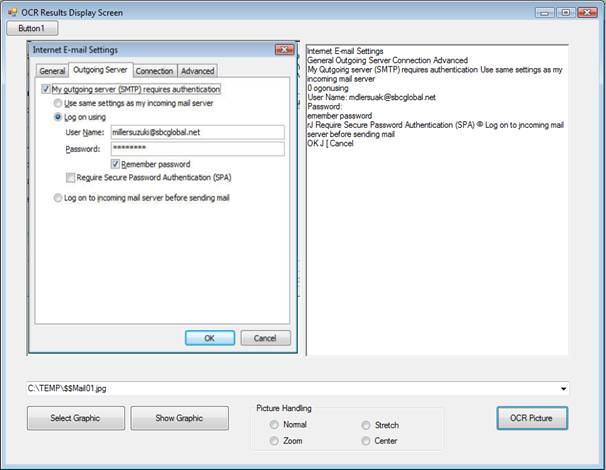 OCR Results Display Screen
Button1
Internet E-mail Settings
General Outgoing Server Connection Advanced
My outgoing server (SMTP) requires authentication
Use same settings as my incoming mail server
Log on using
User Name: millersuzuki@sbcglobal.net
Password: ********
Remember password
Require Secure Password Authentication (SPA)
Log on to incoming mail server before sending mail
OK Cancel
Internet E-mail Settings
General Outgoing Server Connection Advanced
My Qutgoing server (SMTP) requires authentication Use same settings as my
incoming mail server
0 ogonusing
User Name: mdlersuak@sbcglobal.net
Password:
emember password
rJ Require Secure Password Authentication (SPA) ® Log on to jncoming mail
server before sending mail
OK J [ Cancel
C:\TEMP\$$Mail01.jpg
Select Graphic Show Graphic
Picture Handling
Normal Stretch
Zoom Center
OCR Picture